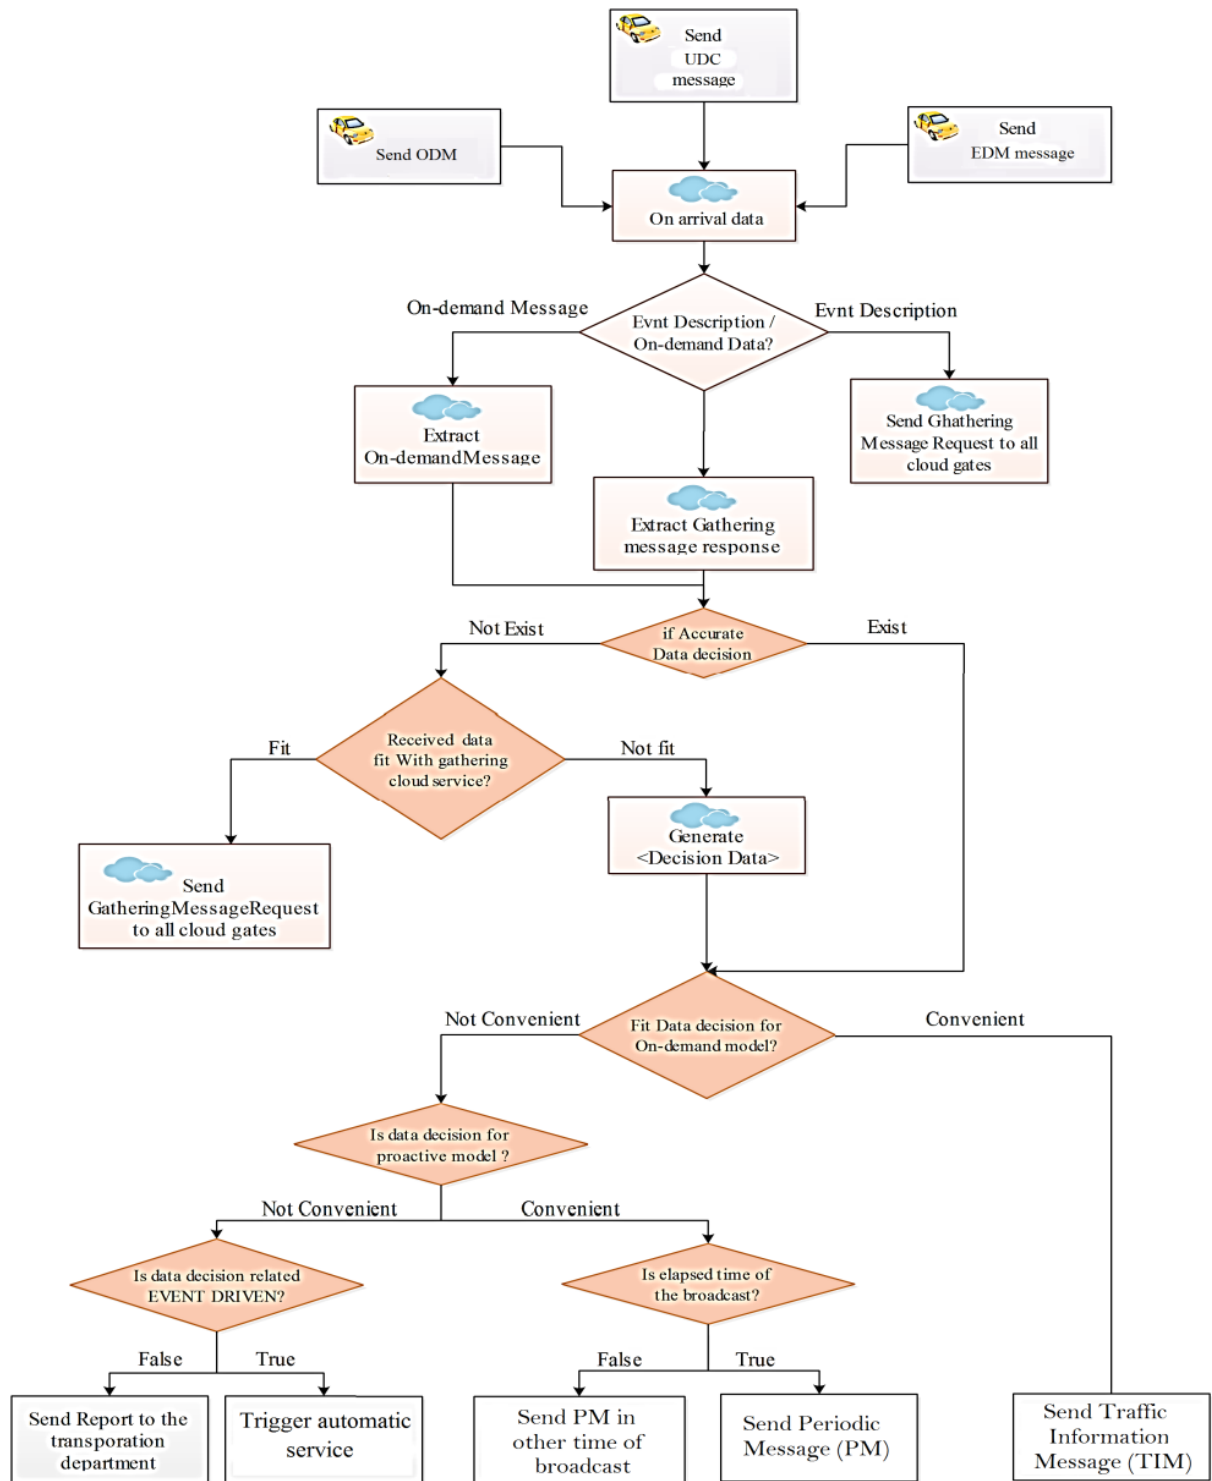 Send
UDC
message
Send ODM
Send
EDM message
On arrival data
On-demand Message
Evnt Description
Evnt Description /
On-demand Data?
Extract
On-demandMessage
Send Ghathering
Message Request to all
cloud gates
Extract Gathering
message response
Not Exist
if Accurate
Data decision
Exist
Fit
Received data
fit With gathering
cloud service?
Not fit
Generate
<Decision Data>
Send
GatheringMessageRequest
to all cloud gates
Not Convenient
Fit Data decision for
On-demand model?
Convenient
Is data decision for
proactive model ?
Not Convenient
Convenient
Is data decision related
EVENT DRIVEN?
Is elapsed time of
the broadcast?
False
True
False
True
Send Report to the
transporation
department
Trigger automatic
service
Send PM in
other time of
broadcast
Send Periodic
Message (PM)
Send Traffic
Information
Message (TIM)